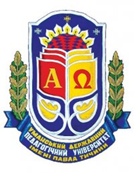 А Ω
УМАНСЬКИЙ ДЕРЖАВНИЙ
ПЕДАГОГІЧНИЙ УНІВЕРСИТЕТ
ІМЕНІ ПАВЛА ТИЧИНИ